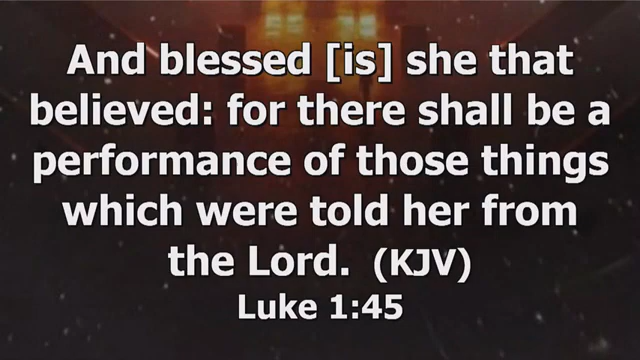 And blessed [is] she that
believed: for there shall be a
performance of those things
which were told her from
the Lord. (KJV)
Luke 1:45